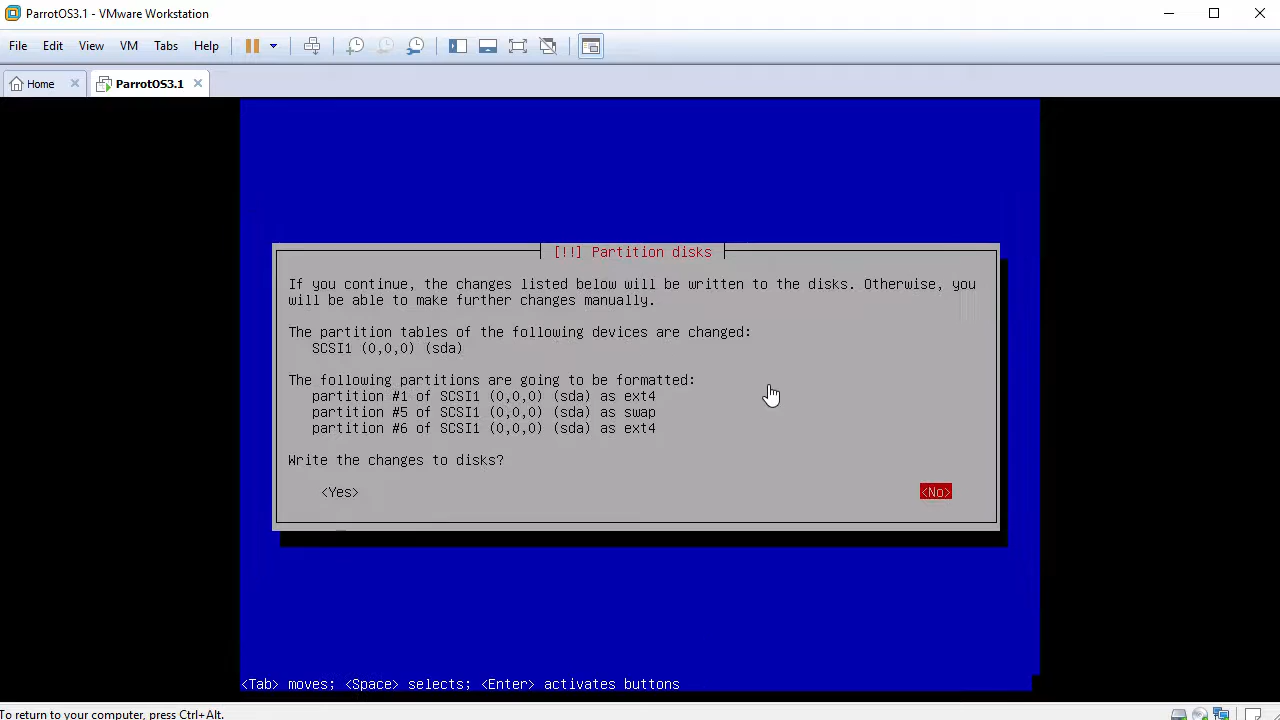 ParrotOS3.1 - VMware Workstation
File Edit View VM Tabs Help
Home ParrotOS3.1
[!!] Partition disks
If you continue, the changes listed below will be written to the disks. Otherwise, you
will be able to make further changes manually.
The partition tables of the following devices are changed:
SCSI1 (0,0,0) (sda)
The following partitions are going to be formatted:
partition #1 of SCSI1 (0,0,0) (sda) as ext4
partition #5 of SCSI1 (0,0,0) (sda) as swap
partition #6 of SCSI1 (0,0,0) (sda) as ext4
Write the changes to disks?
<Yes> <No>
<Tab> moves; <Space> selects; <Enter> activates buttons
To return to your computer, press Ctrl+Alt.